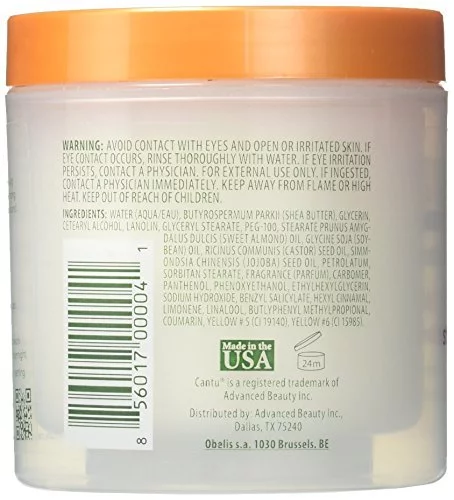 WARNING: AVOID CONTACT WITH EYES AND OPEN OR IRRITATED SKIN. IF
EYE CONTACT OCCURS, RINSE THOROUGHLY WITH WATER. IF EYE IRRITATION
PERSISTS, CONTACT A PHYSICIAN. FOR EXTERNAL USE ONLY. IF INGESTED,
CONTACT A PHYSICIAN IMMEDIATELY. KEEP AWAY FROM FLAME OR HIGH
HEAT. KEEP OUT OF REACH OF CHILDREN.
INGREDIENTS: WATER (AQUA/EAU), BUTYROSPERMUM PARKII (SHEA BUTTER), GLYCERIN,
CETEARYL ALCOHOL, LANOLIN, GLYCERYL STEARATE, PEG-100, STEARATE PRUNUS AMYG-
DALUS DULCIS (SWEET ALMOND) OIL, GLYCINE SOJA (SOY-
BEAN) OIL, RICINUS COMMUNIS (CASTOR) SEED OIL, SIMM-
ONDSIA CHINENSIS (JOJOBA) SEED OIL, PETROLATUM,
SORBITAN STEARATE, FRAGRANCE (PARFUM), CARBOMER,
PANTHENOL, PHENOXYETHANOL, ETHYLHEXYLGLYCERIN,
SODIUM HYDROXIDE, BENZYL SALICYLATE, HEXYL CINNAMAL,
LIMONENE, LINALOOL, BUTYLPHENYL METHYLPROPIONAL,
COUMARIN, YELLOW # 5 (CI 19140), YELLOW #6 (CI 15985).
8 56017 00004 1
Made in the
USA
24m
Cantu® is a registered trademark of
Advanced Beauty Inc.
Distributed by: Advanced Beauty Inc.,
Dallas, TX 75240
Obelis s.a. 1030 Brussels. BE